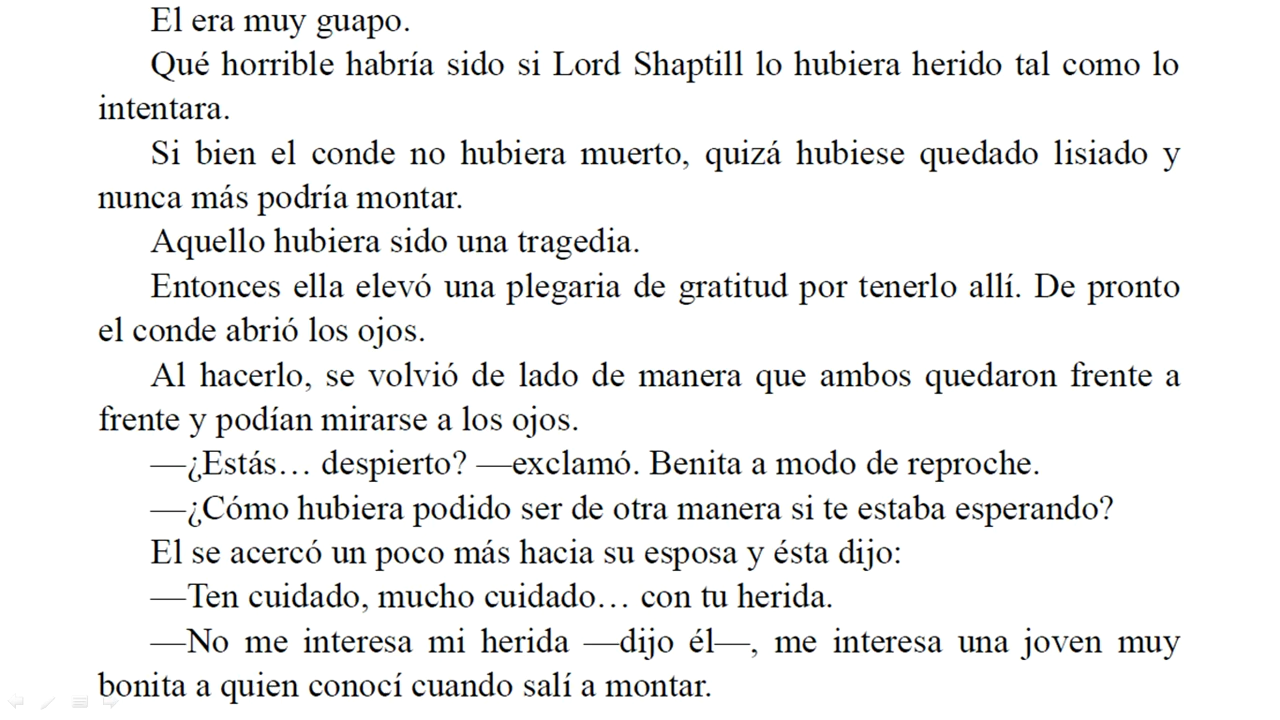 El era muy guapo.
Qué horrible habría sido si Lord Shaptill lo hubiera herido tal como lo
intentara.
Si bien el conde no hubiera muerto, quizá hubiese quedado lisiado y
nunca más podría montar.
Aquello hubiera sido una tragedia.
Entonces ella elevó una plegaria de gratitud por tenerlo allí. De pronto
el conde abrió los ojos.
Al hacerlo, se volvió de lado de manera que ambos quedaron frente a
frente y podían mirarse a los ojos.
—¿Estás… despierto? —exclamó. Benita a modo de reproche.
—¿Cómo hubiera podido ser de otra manera si te estaba esperando?
El se acercó un poco más hacia su esposa y ésta dijo:
—Ten cuidado, mucho cuidado… con tu herida.
—No me interesa mi herida —dijo él—, me interesa una joven muy
bonita a quien conocí cuando salí a montar.